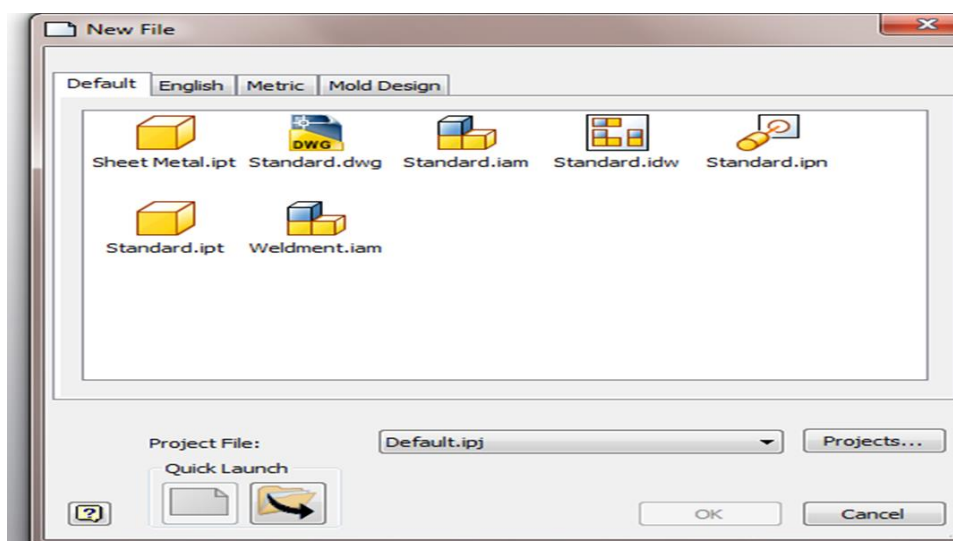 New File
Default English Metric Mold Design
DWG
Sheet Metal.ipt Standard.dwg Standard.iam Standard.idw Standard.ipn
Standard.ipt Weldment.iam
Project File: Default.ipj Projects...
Quick Launch
? OK Cancel